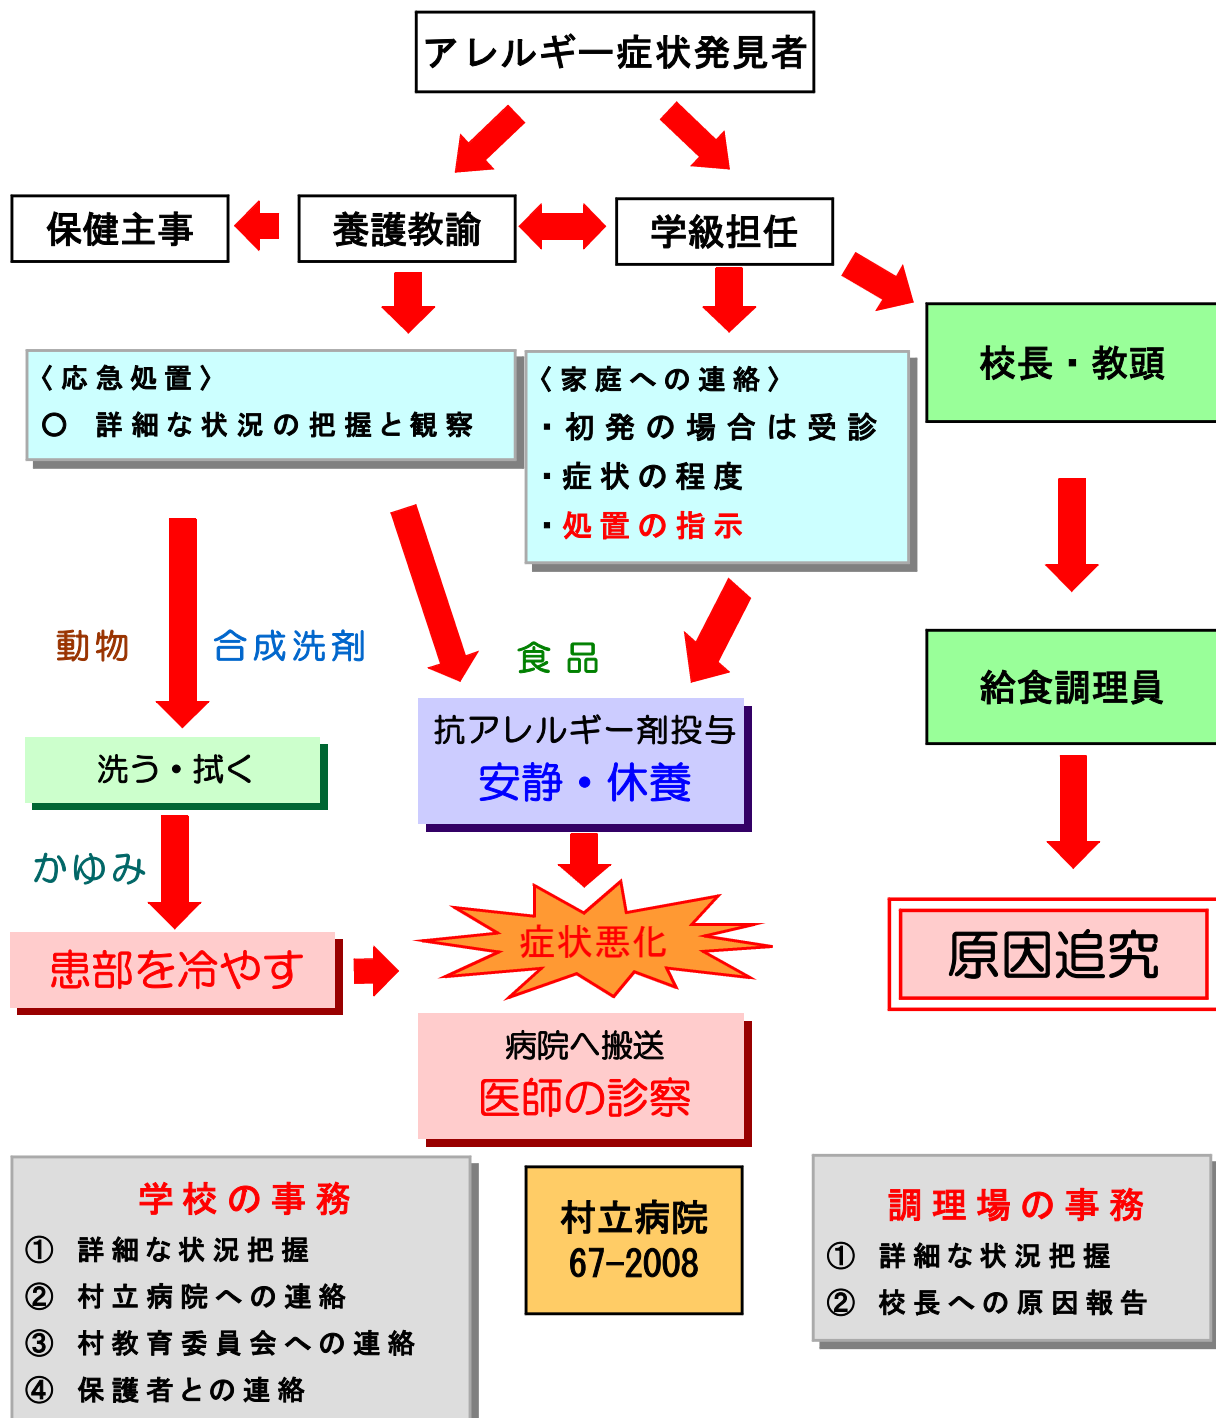 アレルギー症状発見者
保健主事
養護教諭
学級担任
校長・教頭
〈応急処置〉
○ 詳細な状況の把握と観察
〈家庭への連絡〉
・初発の場合は受診
・症状の程度
・処置の指示
動物
合成洗剤
食品
給食調理員
洗う・拭く
抗アレルギー剤投与
安静・休養
かゆみ
患部を冷やす
症状悪化
原因追究
病院へ搬送
医師の診察
学校の事務
① 詳細な状況把握
② 村立病院への連絡
③ 村教育委員会への連絡
④ 保護者との連絡
村立病院
67-2008
調理場の事務
① 詳細な状況把握
② 校長への原因報告